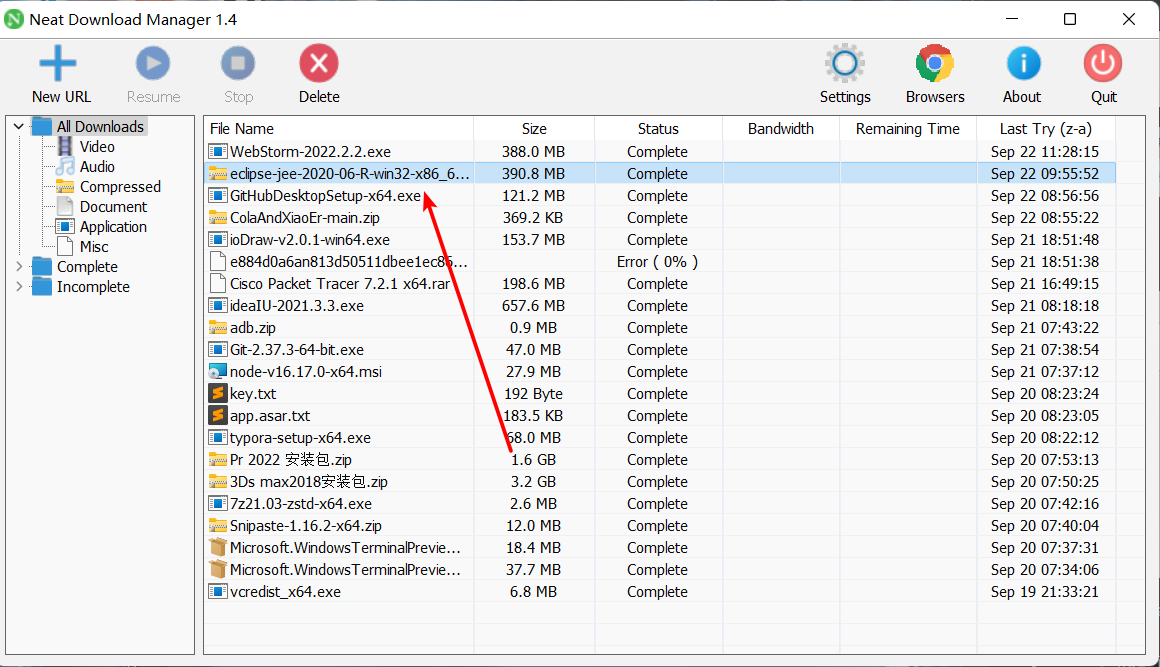 Neat Download Manager 1.4
New URL Resume Stop Delete Settings Browsers About Quit
All Downloads
Video
Audio
Compressed
Document
Application
Misc
Complete
Incomplete
File Name Size Status Bandwidth Remaining Time Last Try (z-a)
WebStorm-2022.2.2.exe 388.0 MB Complete Sep 22 11:28:15
eclipse-jee-2020-06-R-win32-x86_6... 390.8 MB Complete Sep 22 09:55:52
GitHubDesktopSetup-x64.exe 121.2 MB Complete Sep 22 08:56:56
ColaAndXiaoEr-main.zip 369.2 KB Complete Sep 22 08:55:22
ioDraw-v2.0.1-win64.exe 153.7 MB Complete Sep 21 18:51:48
e884d0a6an813d50511dbee1ec86... Error ( 0% ) Sep 21 18:51:38
Cisco Packet Tracer 7.2.1 x64.rar 198.6 MB Complete Sep 21 16:49:15
ideaIU-2021.3.3.exe 657.6 MB Complete Sep 21 08:18:18
adb.zip 0.9 MB Complete Sep 21 07:43:22
Git-2.37.3-64-bit.exe 47.0 MB Complete Sep 21 07:38:54
node-v16.17.0-x64.msi 27.9 MB Complete Sep 21 07:37:12
key.txt 192 Byte Complete Sep 20 08:23:24
app.asar.txt 183.5 KB Complete Sep 20 08:23:05
typora-setup-x64.exe 68.0 MB Complete Sep 20 08:22:12
Pr 2022 安装包.zip 1.6 GB Complete Sep 20 07:53:13
3Ds max2018安装包.zip 3.2 GB Complete Sep 20 07:50:25
7z21.03-zstd-x64.exe 2.6 MB Complete Sep 20 07:42:16
Snipaste-1.16.2-x64.zip 12.0 MB Complete Sep 20 07:40:04
Microsoft.WindowsTerminalPrevie... 18.4 MB Complete Sep 20 07:37:31
Microsoft.WindowsTerminalPrevie... 37.7 MB Complete Sep 20 07:34:06
vcredist_x64.exe 6.8 MB Complete Sep 19 21:33:21